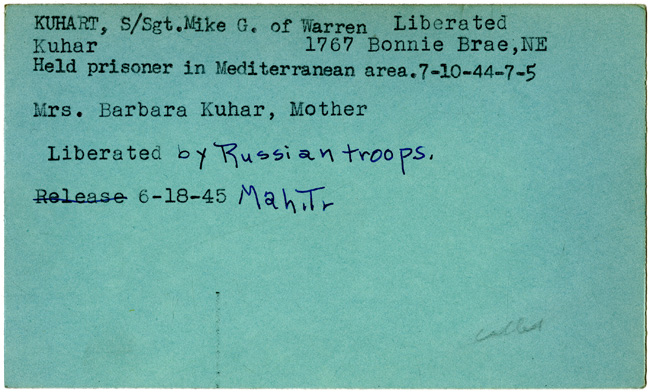 KUHART, S/Sgt.Mike G. of Warren Liberated
Kuhar 1767 Bonnie Brae,NE
Held prisoner in Mediterranean area.7-10-44-7-5
Mrs. Barbara Kuhar, Mother
Liberated by Russian troops.
Release 6-18-45 Mah.Tr
called